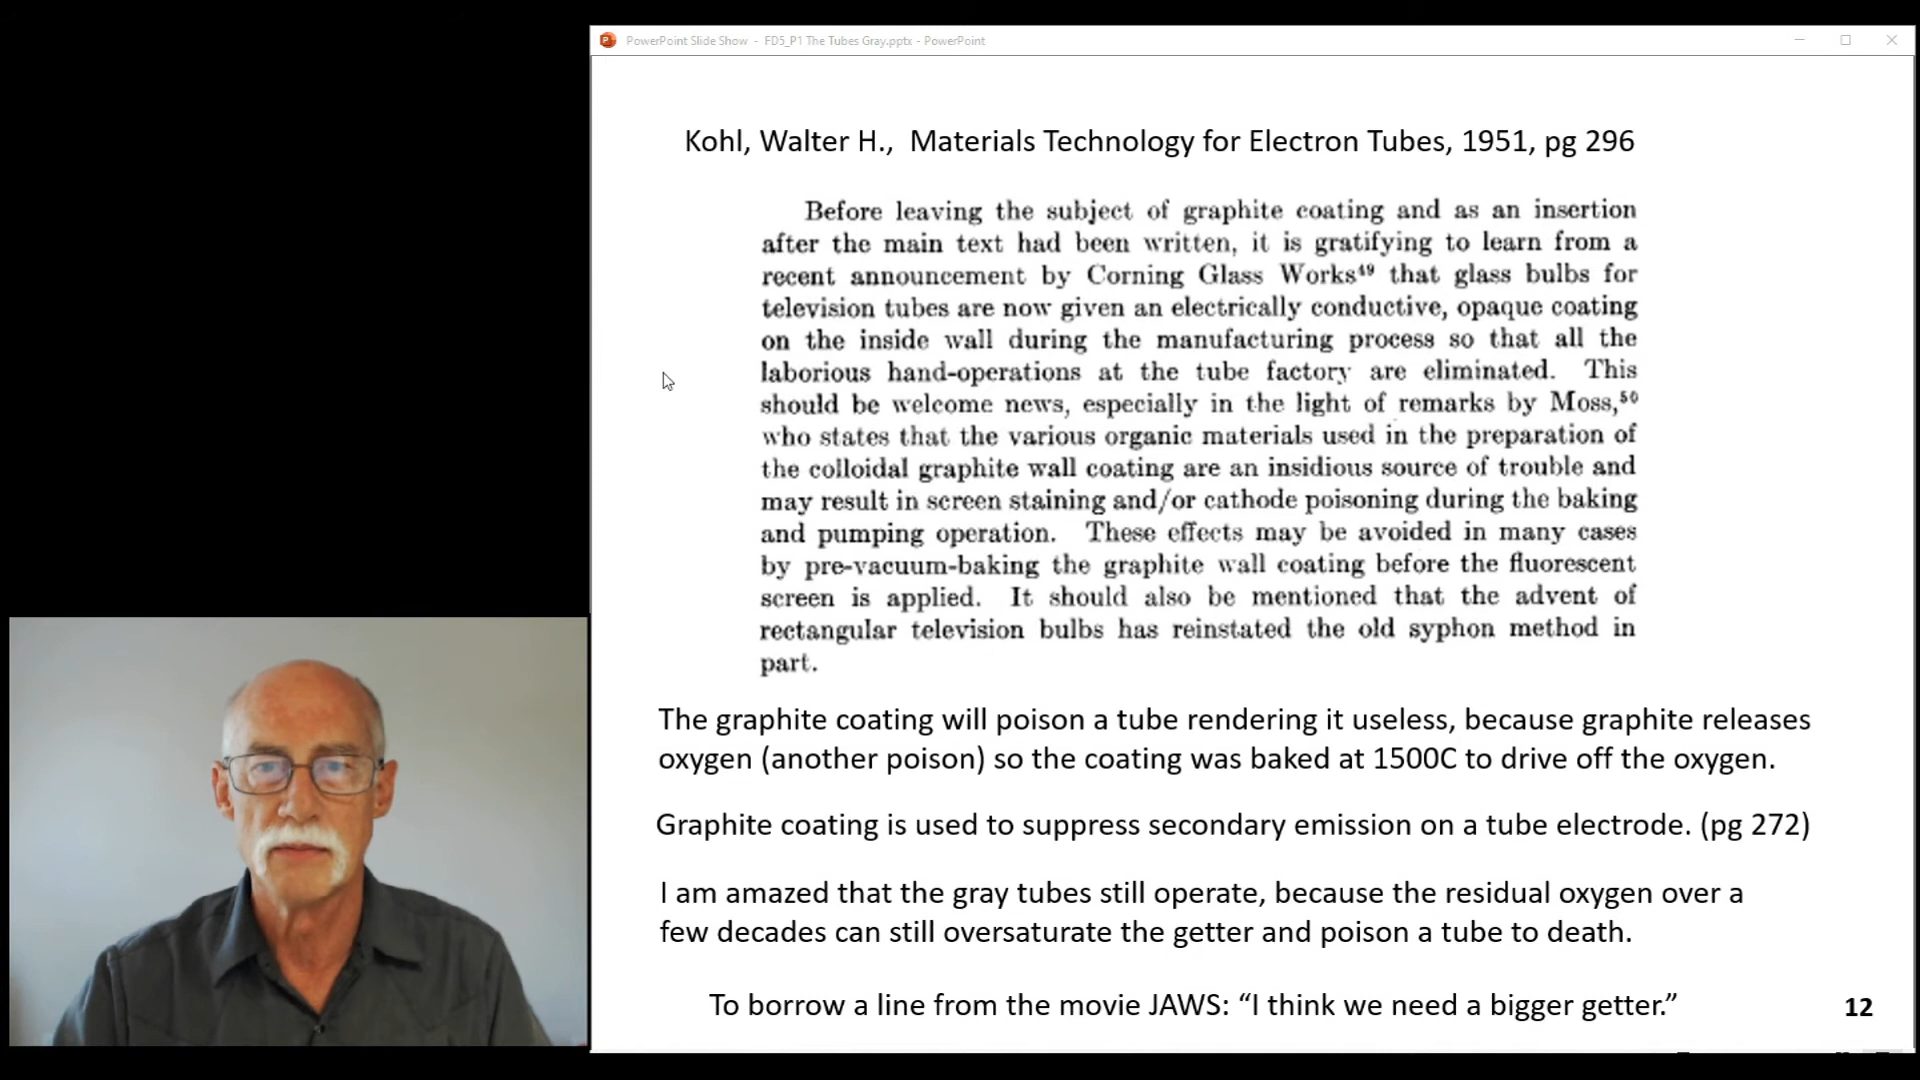 PowerPoint Slide Show - FD5_P1 The Tubes Gray.pptx - PowerPoint
Kohl, Walter H., Materials Technology for Electron Tubes, 1951, pg 296
Before leaving the subject of graphite coating and as an insertion
after the main text had been written, it is gratifying to learn from a
recent announcement by Corning Glass Works⁴⁹ that glass bulbs for
television tubes are now given an electrically conductive, opaque coating
on the inside wall during the manufacturing process so that all the
laborious hand-operations at the tube factory are eliminated. This
should be welcome news, especially in the light of remarks by Moss,⁵⁰
who states that the various organic materials used in the preparation of
the colloidal graphite wall coating are an insidious source of trouble and
may result in screen staining and/or cathode poisoning during the baking
and pumping operation. These effects may be avoided in many cases
by pre-vacuum-baking the graphite wall coating before the fluorescent
screen is applied. It should also be mentioned that the advent of
rectangular television bulbs has reinstated the old syphon method in
part.
The graphite coating will poison a tube rendering it useless, because graphite releases
oxygen (another poison) so the coating was baked at 1500C to drive off the oxygen.
Graphite coating is used to suppress secondary emission on a tube electrode. (pg 272)
I am amazed that the gray tubes still operate, because the residual oxygen over a
few decades can still oversaturate the getter and poison a tube to death.
To borrow a line from the movie JAWS: “I think we need a bigger getter.”
12